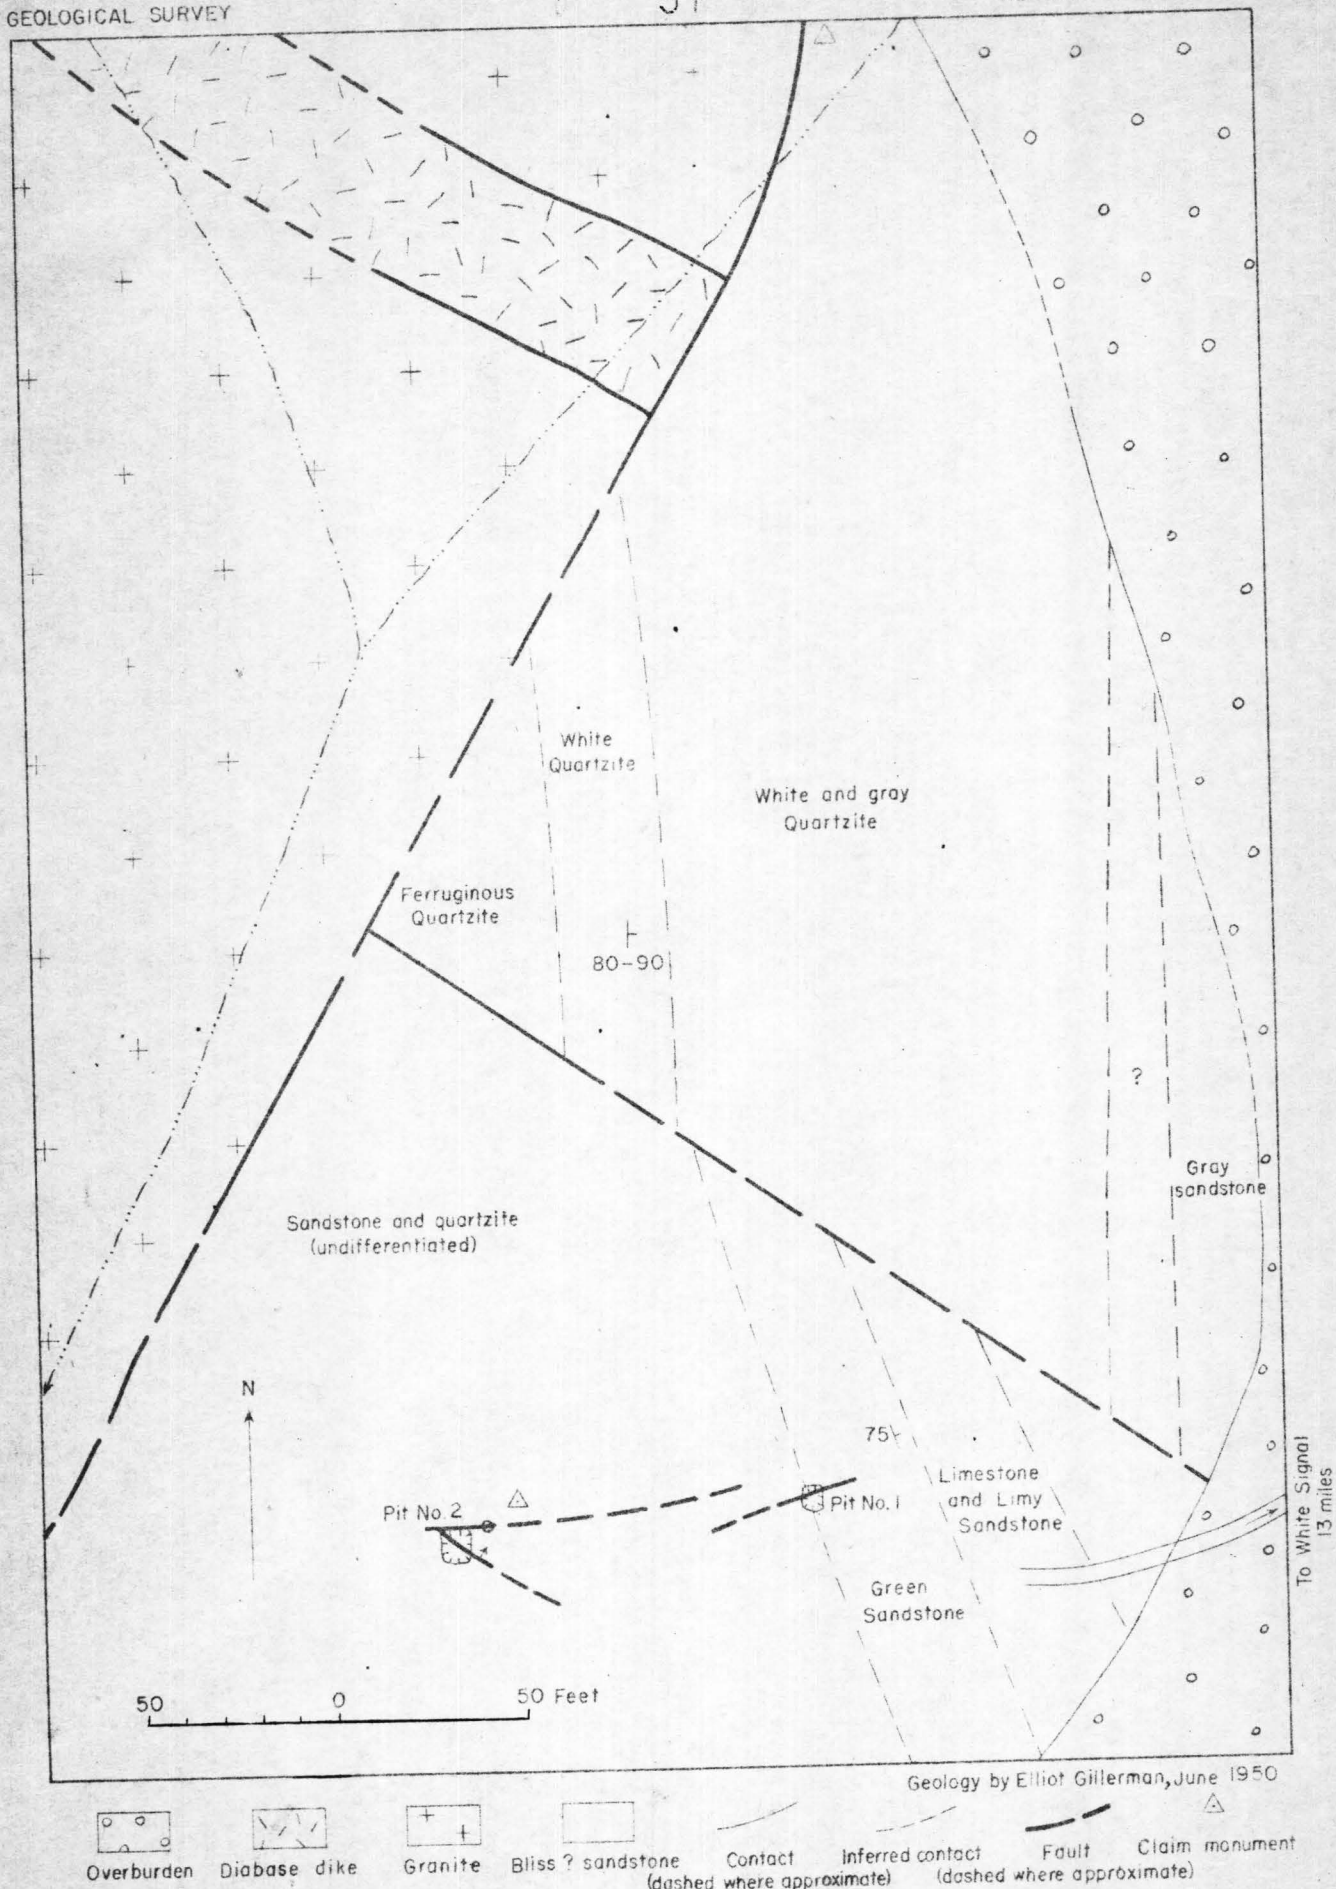 GEOLOGICAL SURVEY
White
Quartzite
White and gray
Quartzite
Ferruginous
Quartzite
80-90
?
Gray
sandstone
Sandstone and quartzite
(undifferentiated)
N
75
Limestone
and Limy
Sandstone
Pit No. 2
Pit No. 1
To White Signal
13 miles
Green
Sandstone
50 0 50 Feet
Geology by Elliot Gillerman, June 1950
Overburden
Diabase dike
Granite
Bliss ? sandstone
Contact
(dashed where approximate)
Inferred contact
Fault
(dashed where approximate)
Claim monument